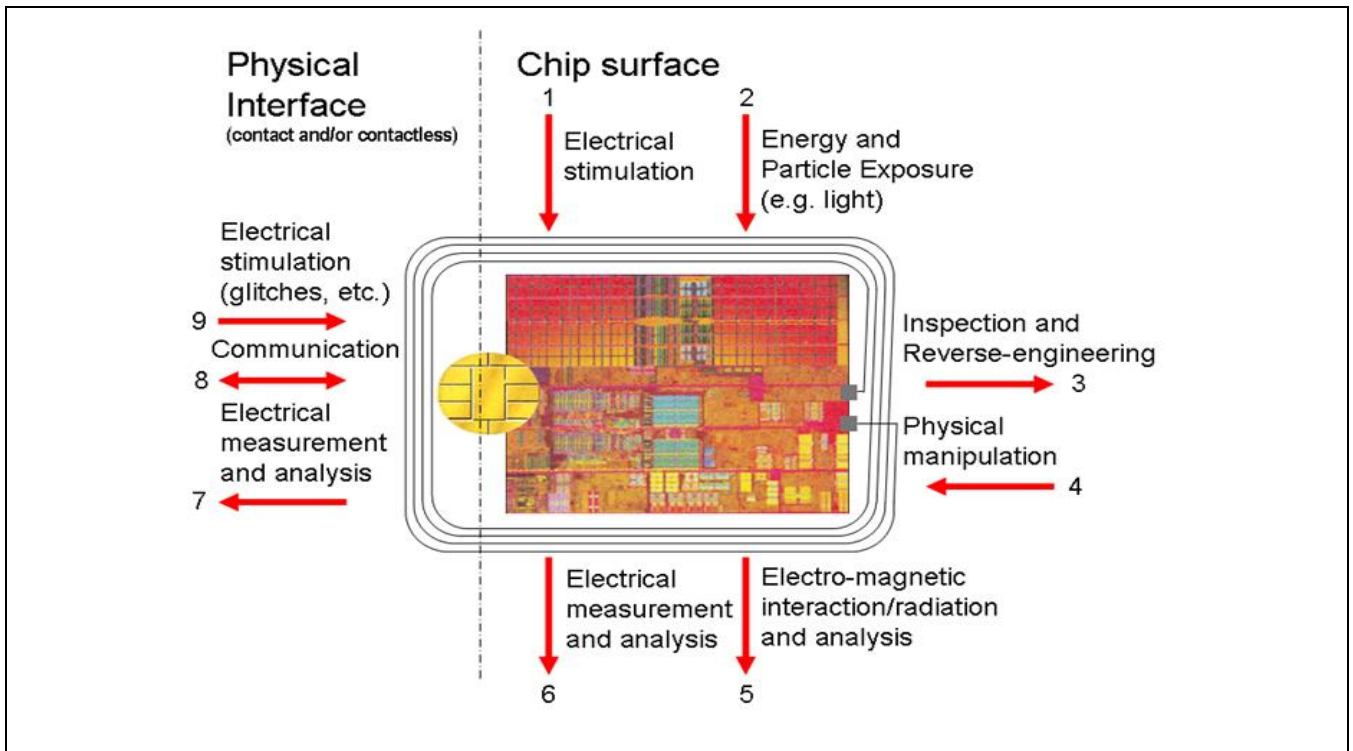 Physical
Interface
(contact and/or contactless)
Chip surface
1
2
Electrical
stimulation
Energy and
Particle Exposure
(e.g. light)
Electrical
stimulation
(glitches, etc.)
9
Communication
8
Electrical
measurement
and analysis
7
Inspection and
Reverse-engineering
3
Physical
manipulation
4
Electrical
measurement
and analysis
6
Electro-magnetic
interaction/radiation
and analysis
5